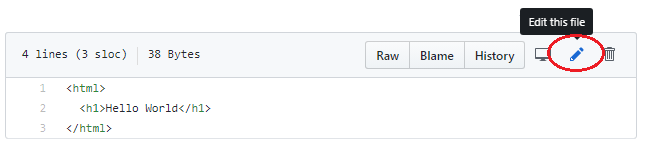 Edit this file
4 lines (3 sloc) 38 Bytes Raw Blame History
1 <html>
2 <h1>Hello World</h1>
3 </html>